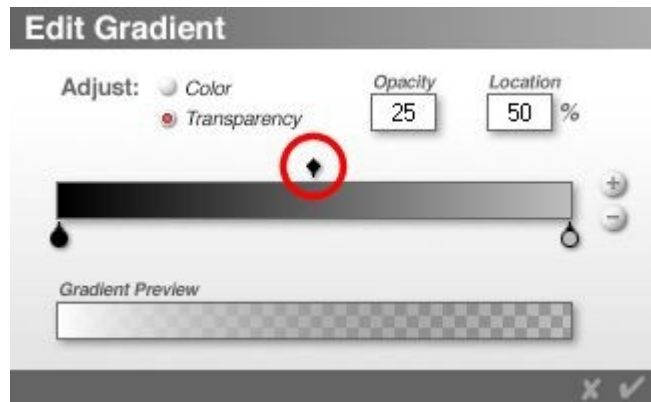 Edit Gradient
Adjust: Color Opacity Location
Transparency 25 50 %
Gradient Preview